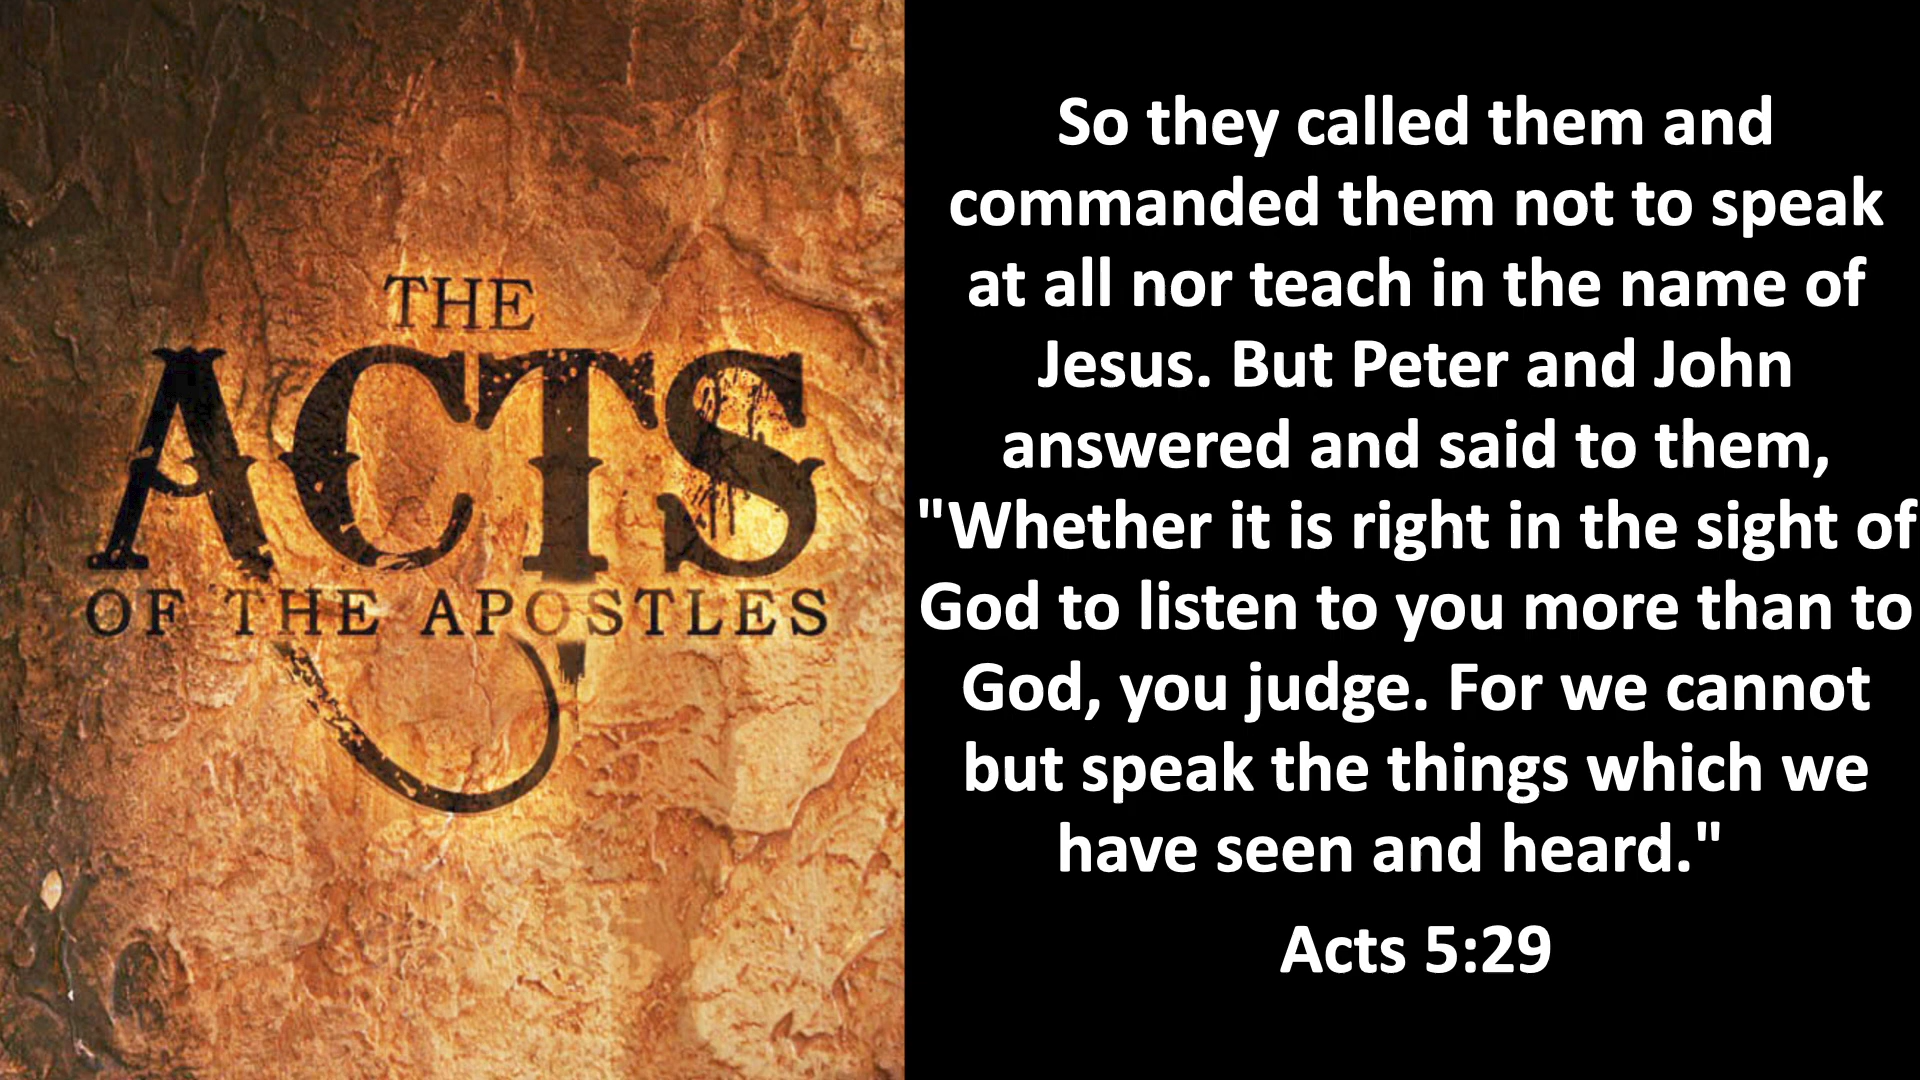 THE
ACTS
OF THE APOSTLES
So they called them and
commanded them not to speak
at all nor teach in the name of
Jesus. But Peter and John
answered and said to them,
"Whether it is right in the sight of
God to listen to you more than to
God, you judge. For we cannot
but speak the things which we
have seen and heard."
Acts 5:29